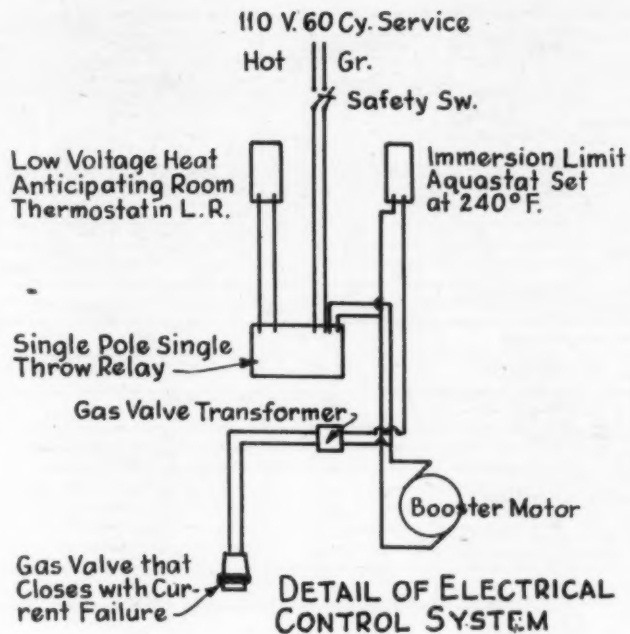 110 V. 60 Cy. Service
Hot Gr.
Safety Sw.
Low Voltage Heat
Anticipating Room
Thermostat in L.R.
Immersion Limit
Aquastat Set
at 240°F.
Single Pole Single
Throw Relay
Gas Valve Transformer
Booster Motor
Gas Valve that
Closes with Cur-
rent Failure
DETAIL OF ELECTRICAL
CONTROL SYSTEM